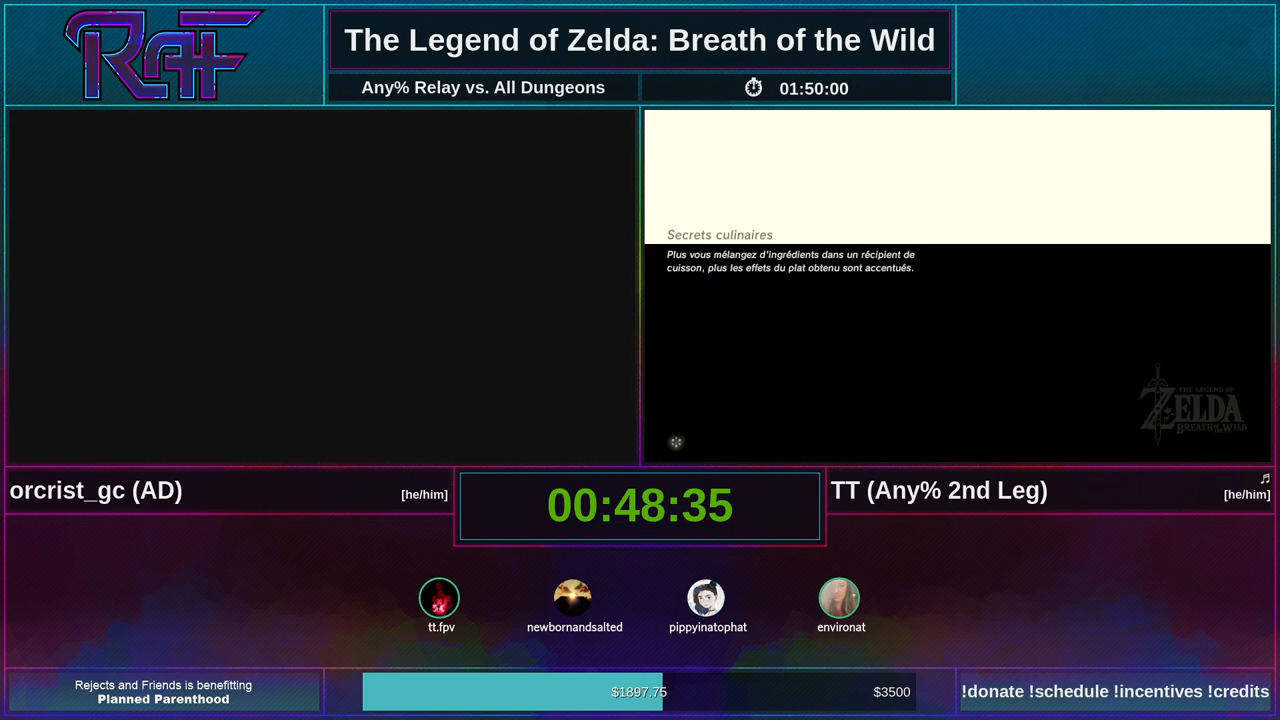 RAF
The Legend of Zelda: Breath of the Wild
Any% Relay vs. All Dungeons
01:50:00
Secrets culinaires
Plus vous mélangez d'ingrédients dans un récipient de
cuisson, plus les effets du plat obtenu sont accentués.
THE LEGEND OF
ZELDA
BREATH OF THE WILD
orcrist_gc (AD)
[he/him]
00:48:35
TT (Any% 2nd Leg)
[he/him]
tt.fpv
newbornandsalted
pippyinatophat
environat
Rejects and Friends is benefitting
Planned Parenthood
$1897.75
$3500
!donate !schedule !incentives !credits